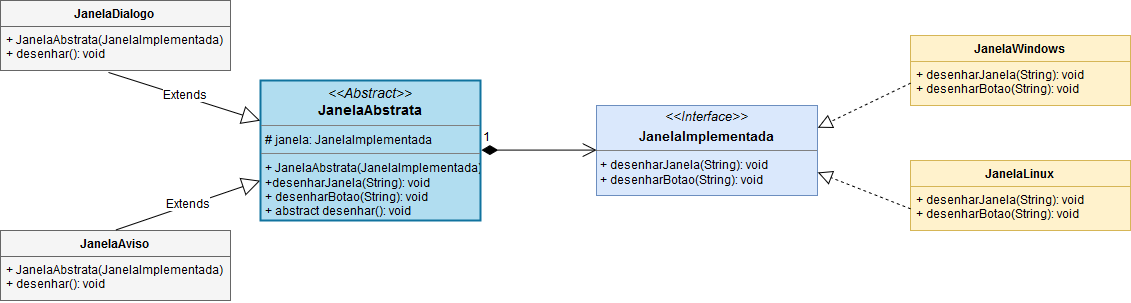 JanelaDialogo
+ JanelaAbstrata(JanelaImplementada)
+ desenhar(): void
Extends
<<Abstract>>
JanelaAbstrata
# janela: JanelaImplementada
+ JanelaAbstrata(JanelaImplementada)
+desenharJanela(String): void
+ desenharBotao(String): void
+ abstract desenhar(): void
Extends
JanelaAviso
+ JanelaAbstrata(JanelaImplementada)
+ desenhar(): void
1
<<Interface>>
JanelaImplementada
+ desenharJanela(String): void
+ desenharBotao(String): void
JanelaWindows
+ desenharJanela(String): void
+ desenharBotao(String): void
JanelaLinux
+ desenharJanela(String): void
+ desenharBotao(String): void